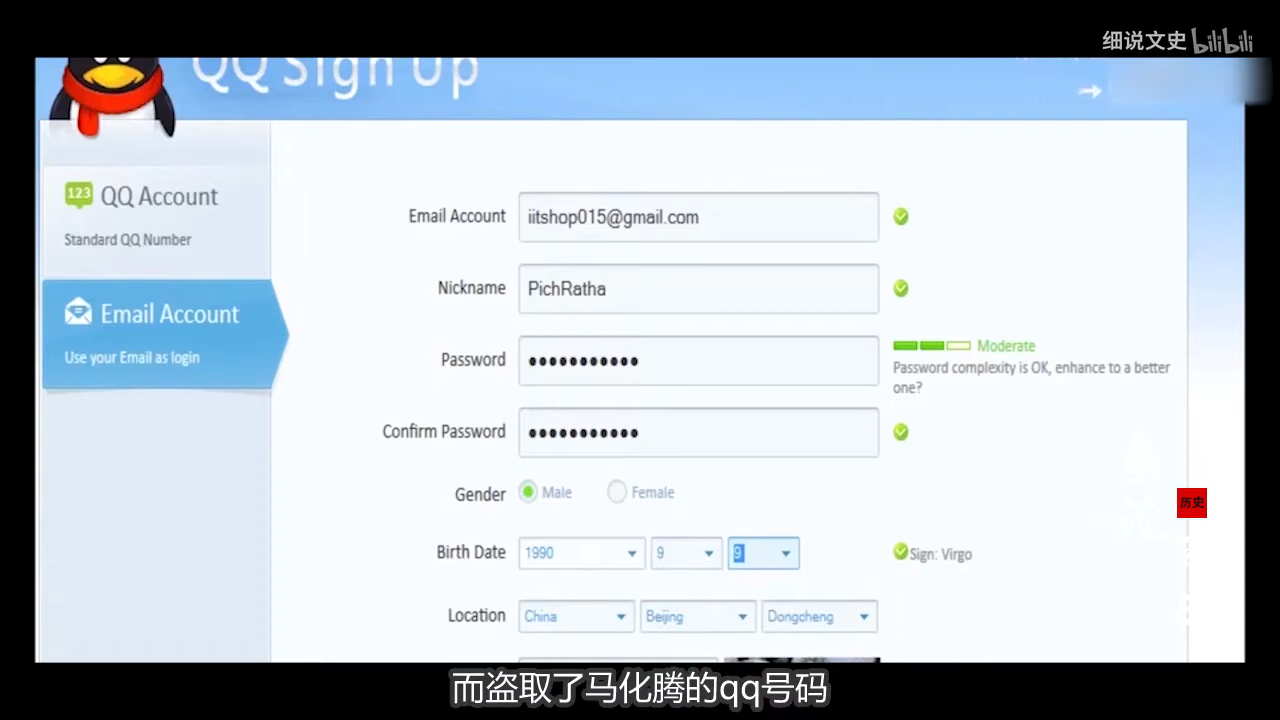 细说文史 bilibili
QQ Sign Up
123 QQ Account
Standard QQ Number
Email Account
Use your Email as login
Email Account iitshop015@gmail.com
Nickname PichRatha
Password ●●●●●●●●●●● Moderate
Password complexity is OK, enhance to a better
one?
Confirm Password ●●●●●●●●●●●
Gender Male Female
历史
Birth Date 1990 9 9 Sign: Virgo
Location China Beijing Dongcheng
而盗取了马化腾的qq号码